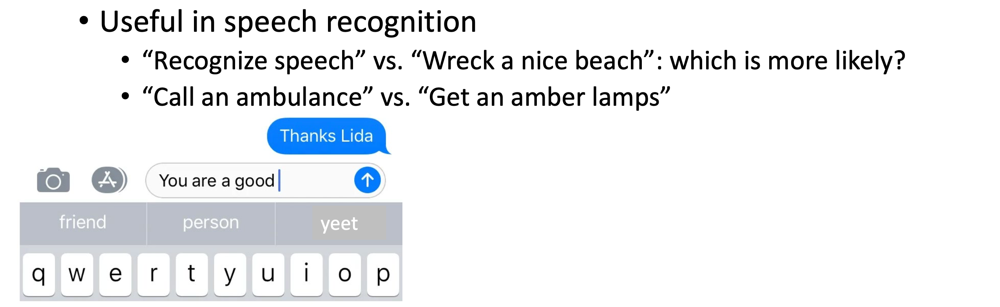 • Useful in speech recognition
• “Recognize speech” vs. “Wreck a nice beach”: which is more likely?
• “Call an ambulance” vs. “Get an amber lamps”
Thanks Lida
You are a good
friend person yeet
q w e r t y u i o p